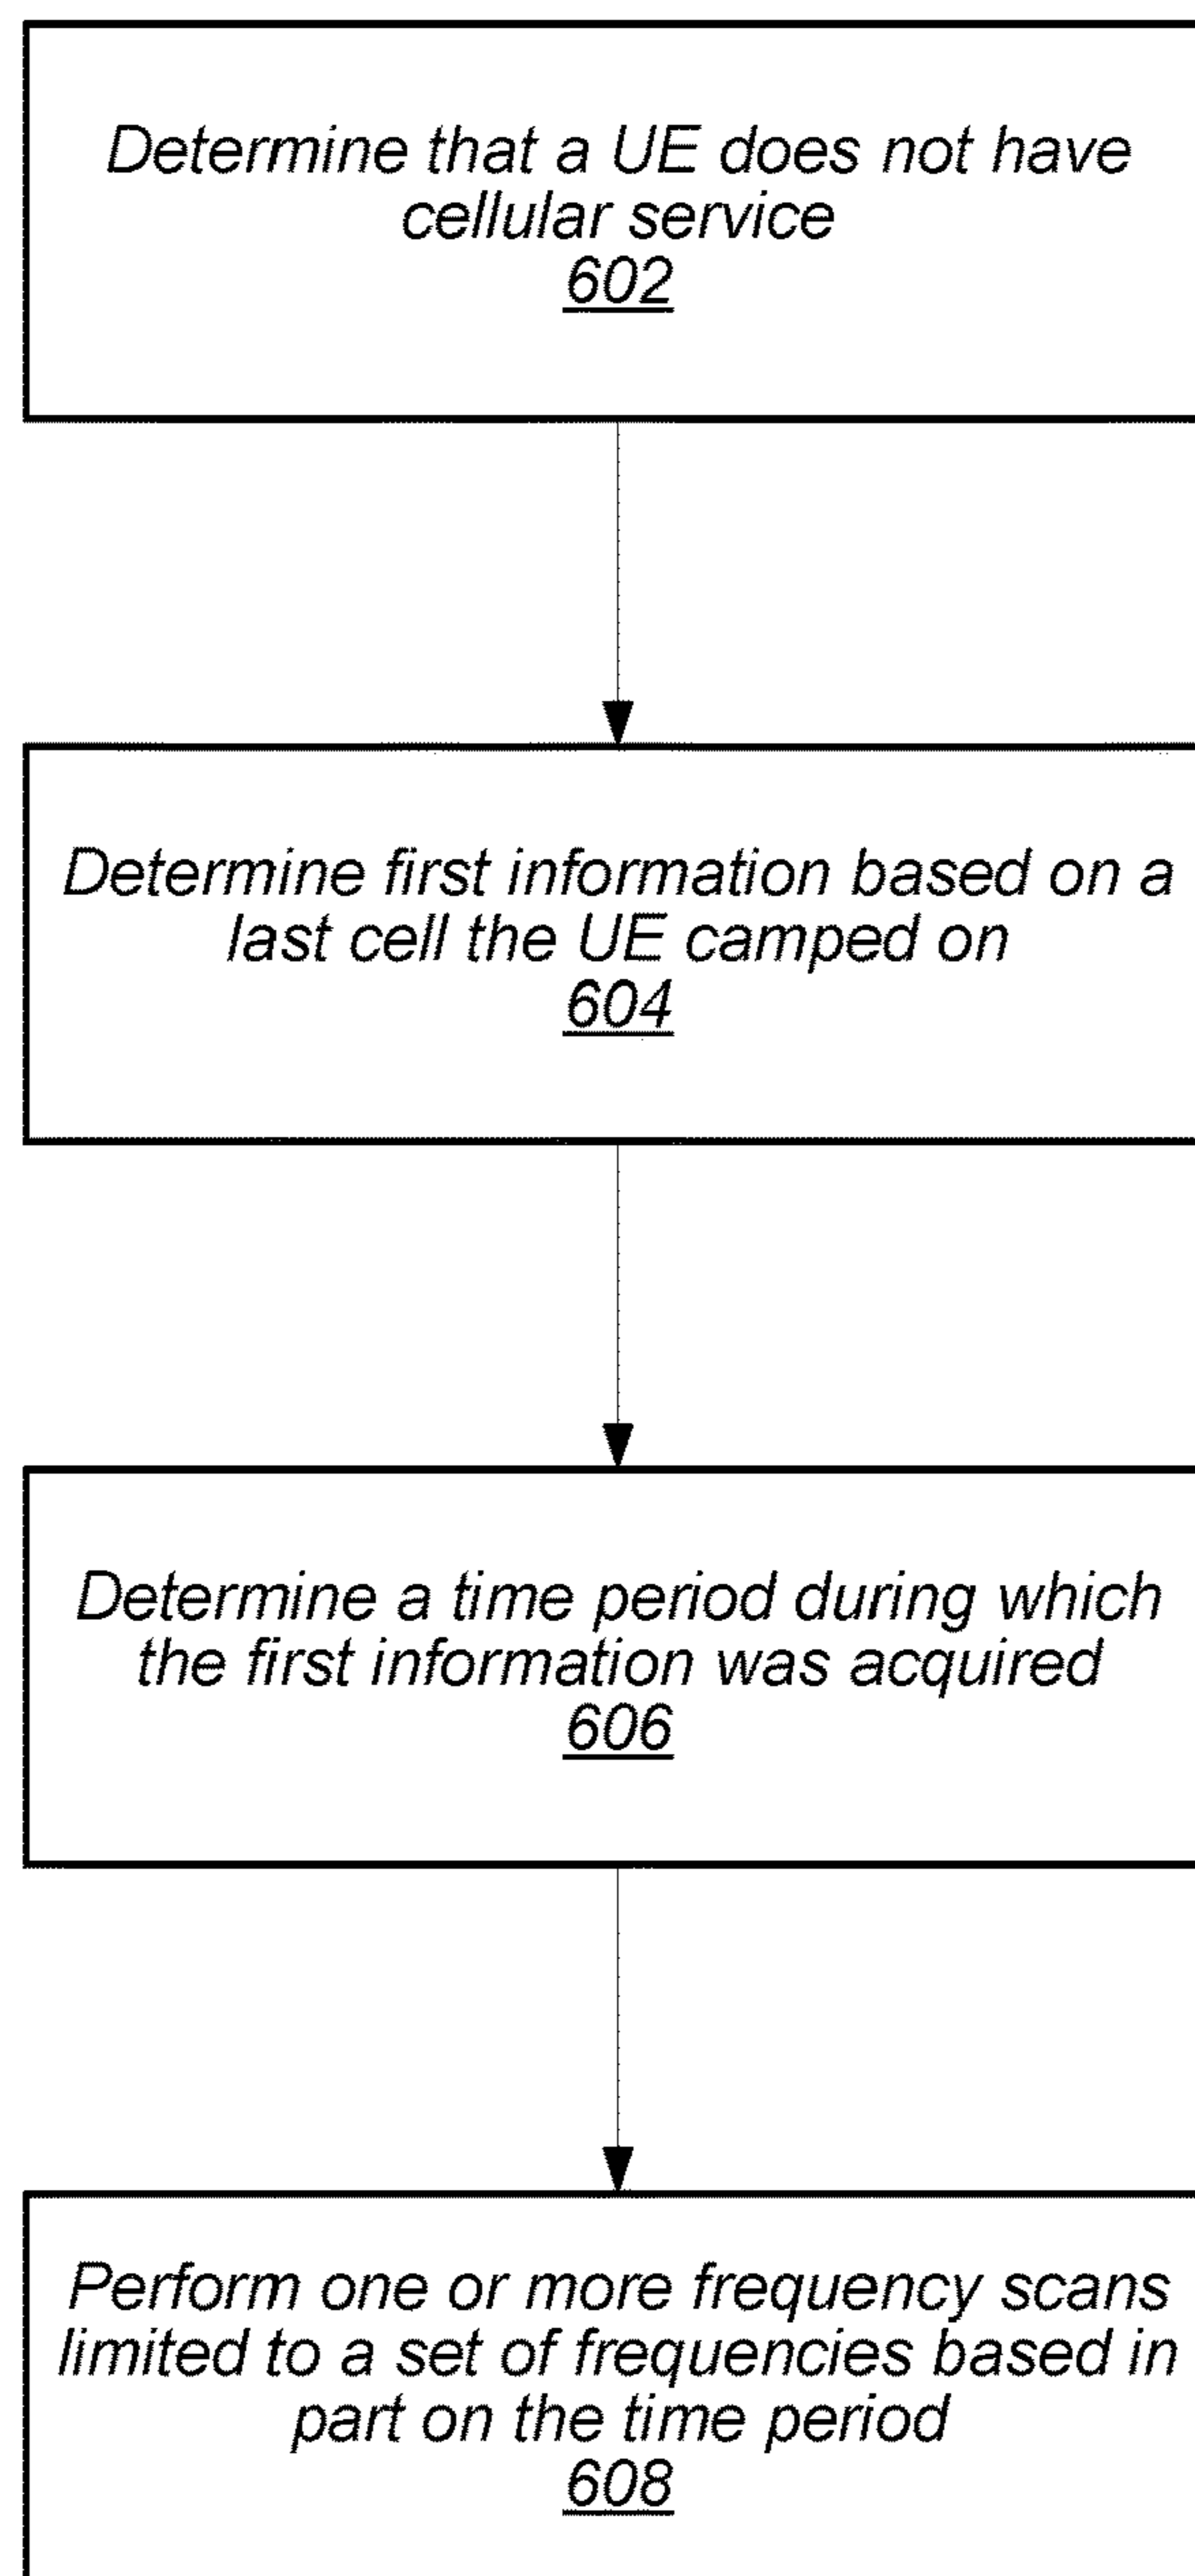 Determine that a UE does not have
cellular service
602
Determine first information based on a
last cell the UE camped on
604
Determine a time period during which
the first information was acquired
606
Perform one or more frequency scans
limited to a set of frequencies based in
part on the time period
608